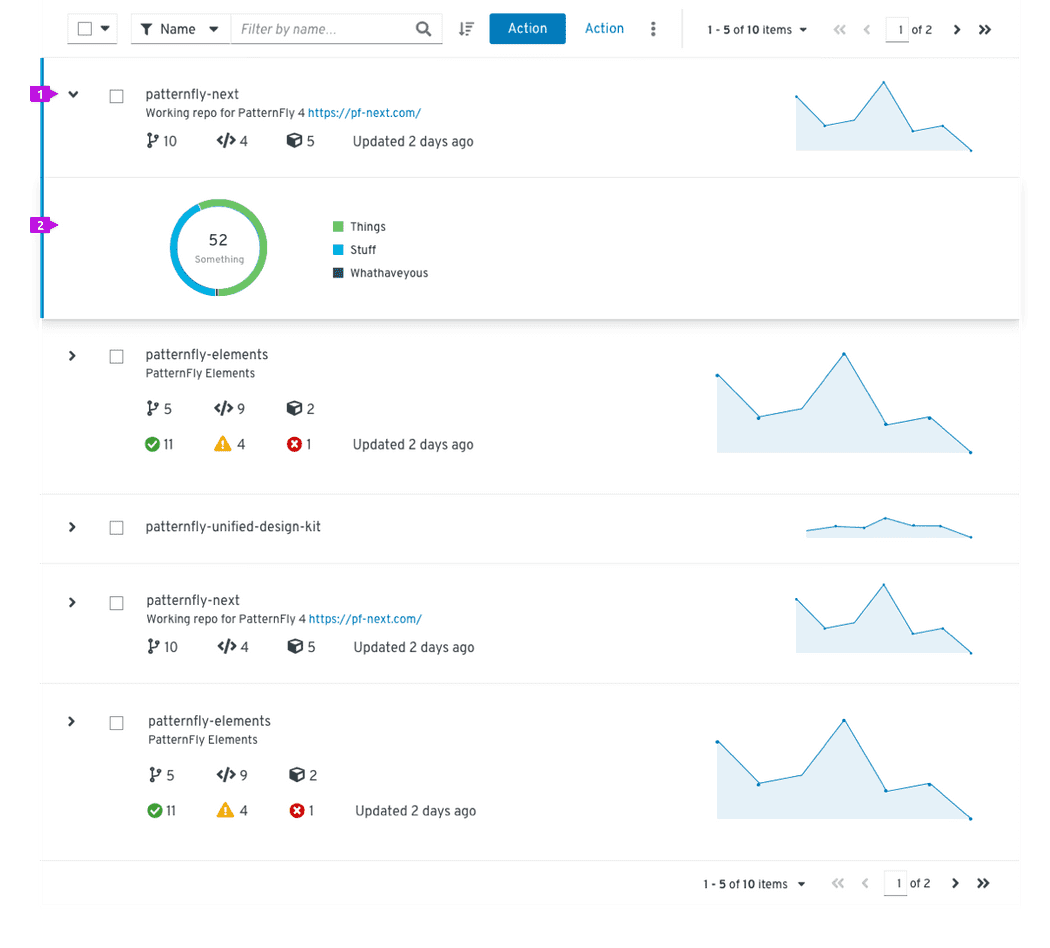 Name Filter by name... Action Action 1 - 5 of 10 items 1 of 2
1 patternfly-next
Working repo for PatternFly 4 https://pf-next.com/
10 4 5 Updated 2 days ago
2
52
Something
Things
Stuff
Whathaveyous
patternfly-elements
PatternFly Elements
5 9 2
11 4 1 Updated 2 days ago
patternfly-unified-design-kit
patternfly-next
Working repo for PatternFly 4 https://pf-next.com/
10 4 5 Updated 2 days ago
patternfly-elements
PatternFly Elements
5 9 2
11 4 1 Updated 2 days ago
1 - 5 of 10 items 1 of 2